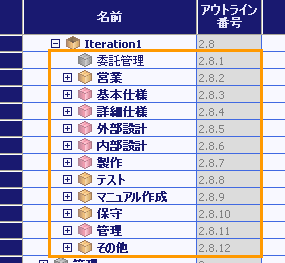 名前 アウトライン番号
Iteration1 2.8
委託管理 2.8.1
営業 2.8.2
基本仕様 2.8.3
詳細仕様 2.8.4
外部設計 2.8.5
内部設計 2.8.6
製作 2.8.7
テスト 2.8.8
マニュアル作成 2.8.9
保守 2.8.10
管理 2.8.11
その他 2.8.12